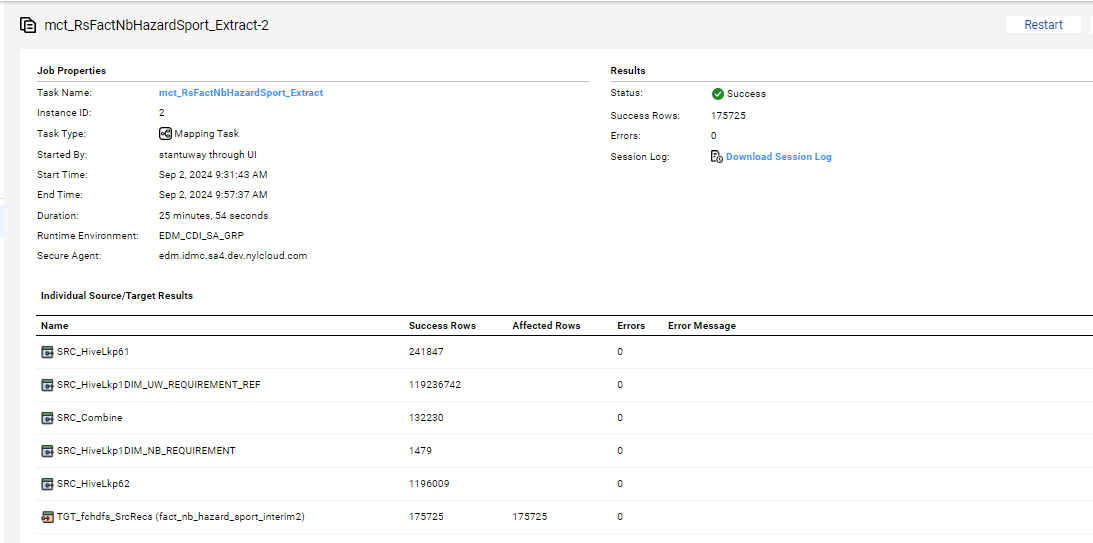 mct_RsFactNbHazardSport_Extract-2
Restart
Job Properties
Task Name: mct_RsFactNbHazardSport_Extract
Instance ID: 2
Task Type: Mapping Task
Started By: stantuway through UI
Start Time: Sep 2, 2024 9:31:43 AM
End Time: Sep 2, 2024 9:57:37 AM
Duration: 25 minutes, 54 seconds
Runtime Environment: EDM_CDI_SA_GRP
Secure Agent: edm.idmc.sa4.dev.nylcloud.com
Results
Status: Success
Success Rows: 175725
Errors: 0
Session Log: Download Session Log
Individual Source/Target Results
Name Success Rows Affected Rows Errors Error Message
SRC_HiveLkp61 241847 0
SRC_HiveLkp1DIM_UW_REQUIREMENT_REF 119236742 0
SRC_Combine 132230 0
SRC_HiveLkp1DIM_NB_REQUIREMENT 1479 0
SRC_HiveLkp62 1196009 0
TGT_fchdfs_SrcRecs (fact_nb_hazard_sport_interim2) 175725 175725 0